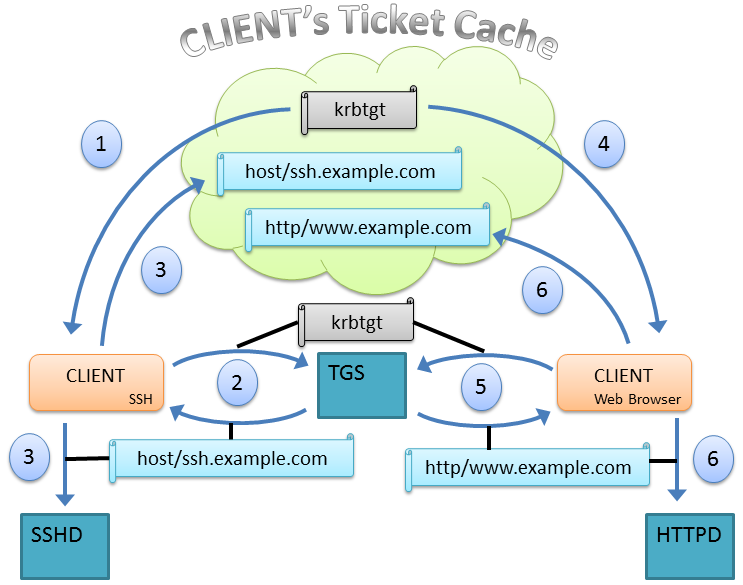 CLIENT's Ticket Cache
krbtgt
1
4
host/ssh.example.com
http/www.example.com
3
6
krbtgt
CLIENT
SSH
2
TGS
5
CLIENT
Web Browser
3
host/ssh.example.com
http/www.example.com
6
SSHD
HTTPD